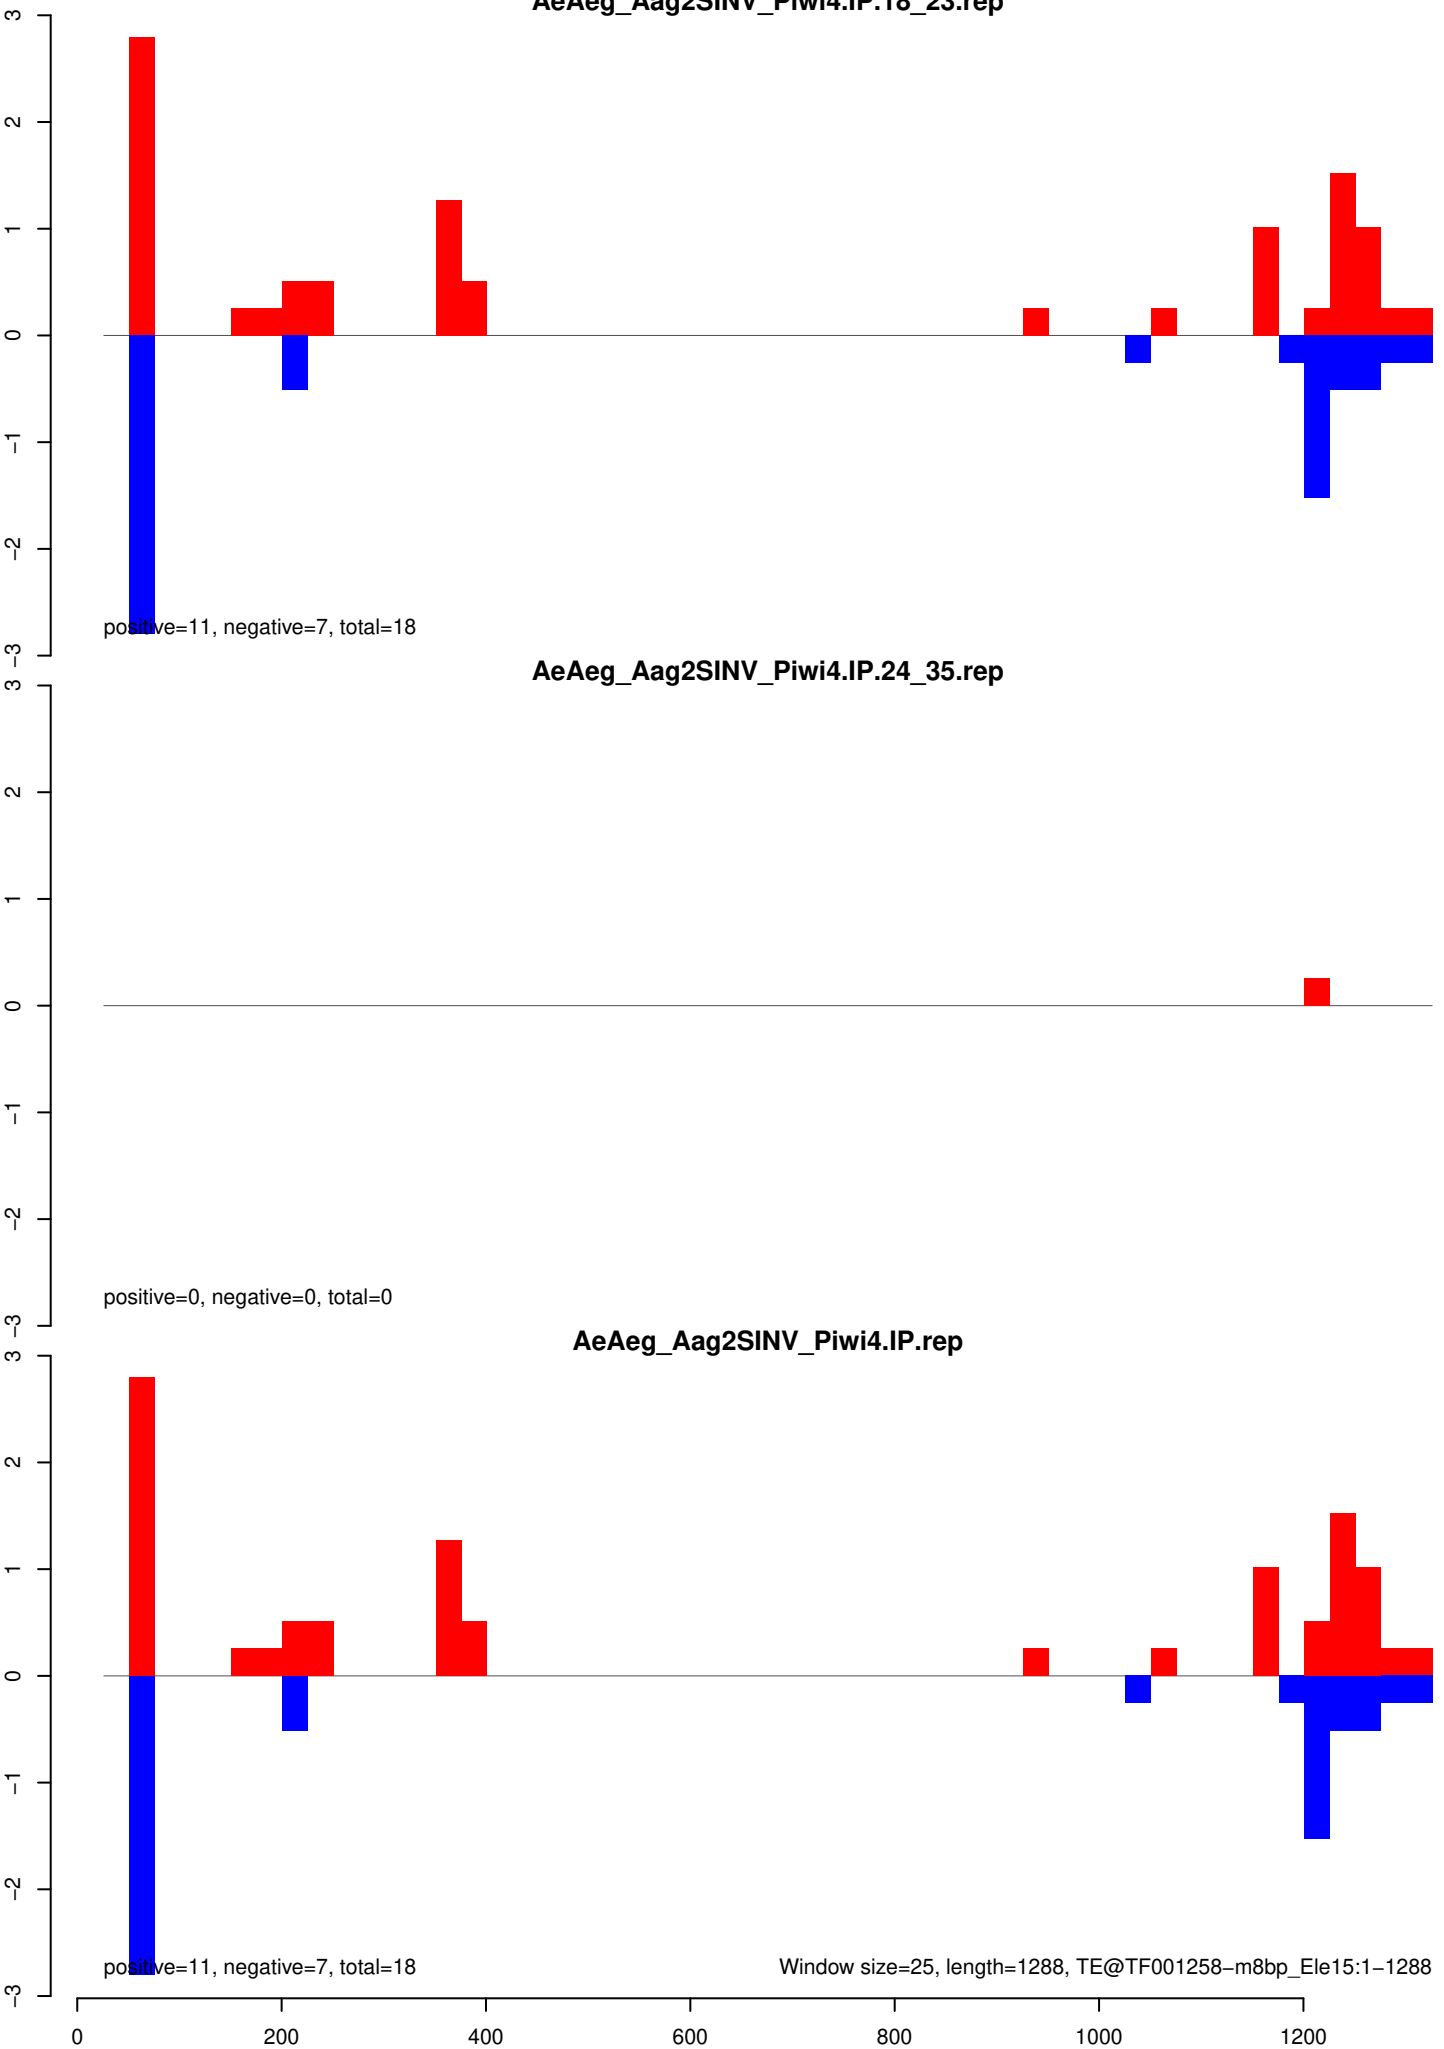 AeAeg_Aag2SINV_Piwi4.IP.18_23.rep
3
2
1
0
−1
−2
−3
positive=11, negative=7, total=18
AeAeg_Aag2SINV_Piwi4.IP.24_35.rep
3
2
1
0
−1
−2
−3
positive=0, negative=0, total=0
AeAeg_Aag2SINV_Piwi4.IP.rep
3
2
1
0
−1
−2
−3
positive=11, negative=7, total=18
Window size=25, length=1288, TE@TF001258−m8bp_Ele15:1−1288
0 200 400 600 800 1000 1200